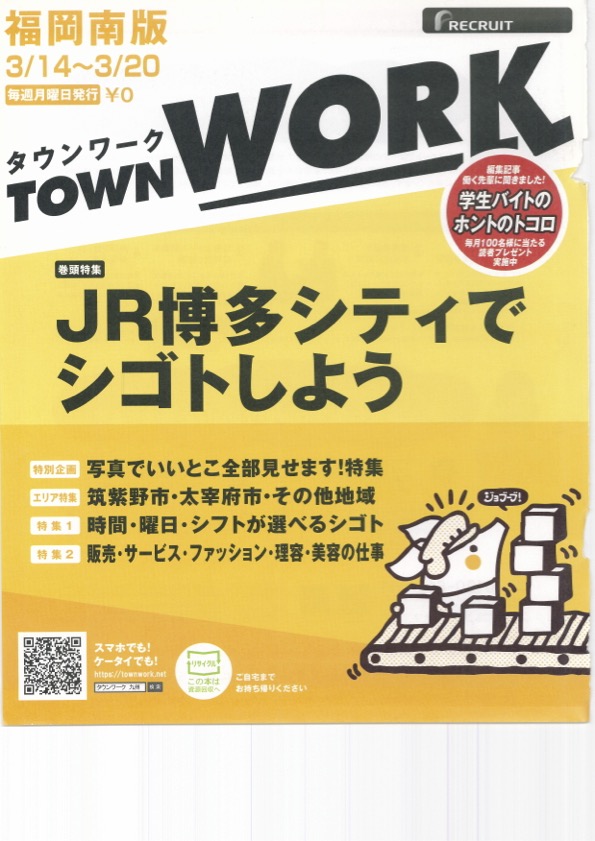 福岡南版
3/14～3/20
毎週月曜日発行 ¥0
RECRUIT
タウンワーク
TOWN WORK
編集記事
働く先輩に聞きました!
学生バイトの
ホントのトコロ
毎月100名様に当たる
読者プレゼント
実施中
巻頭特集
JR博多シティで
シゴトしよう
特別企画 写真でいいとこ全部見せます!特集
エリア特集 筑紫野市・太宰府市・その他地域
特集1 時間・曜日・シフトが選べるシゴト
特集2 販売・サービス・ファッション・理容・美容の仕事
ジョブーブ!
スマホでも!
ケータイでも!
https://townwork.net
タウンワーク 九州 検索
リサイクル
この本は
資源回収へ
ご自宅まで
お持ち帰りください